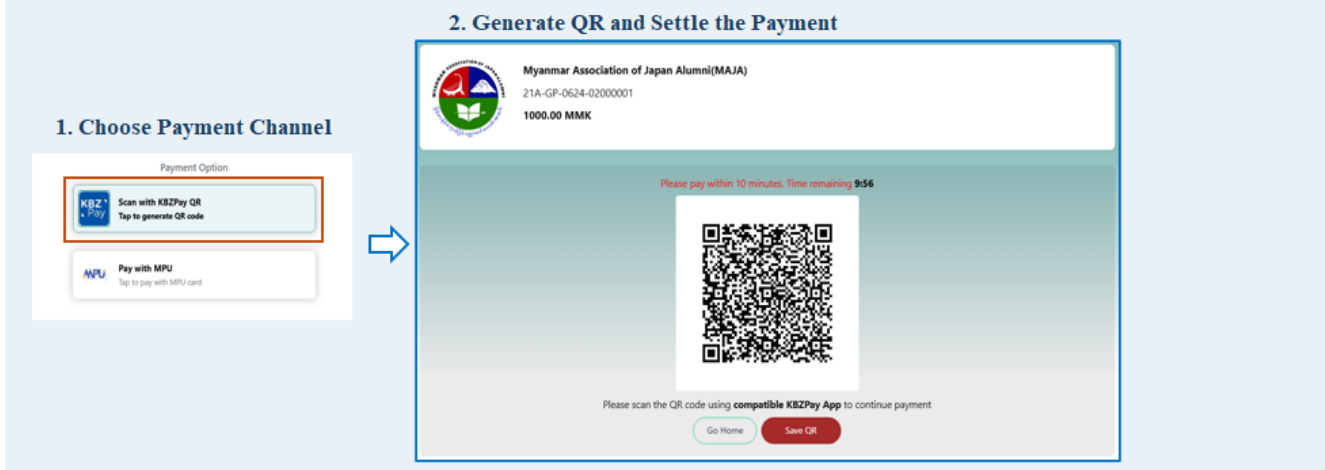 2. Generate QR and Settle the Payment
Myanmar Association of Japan Alumni(MAJA)
21A-GP-0624-02000001
1000.00 MMK
1. Choose Payment Channel
Payment Option
KBZ
Pay
Scan with KBZPay QR
Tap to generate QR code
MPU
Pay with MPU
Tap to pay with MPU card
Please pay within 10 minutes. Time remaining 9:56
Please scan the QR code using compatible KBZPay App to continue payment
Go Home
Save QR